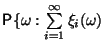 P{ω : ∑_{i=1}^{∞} ξ_i(ω)